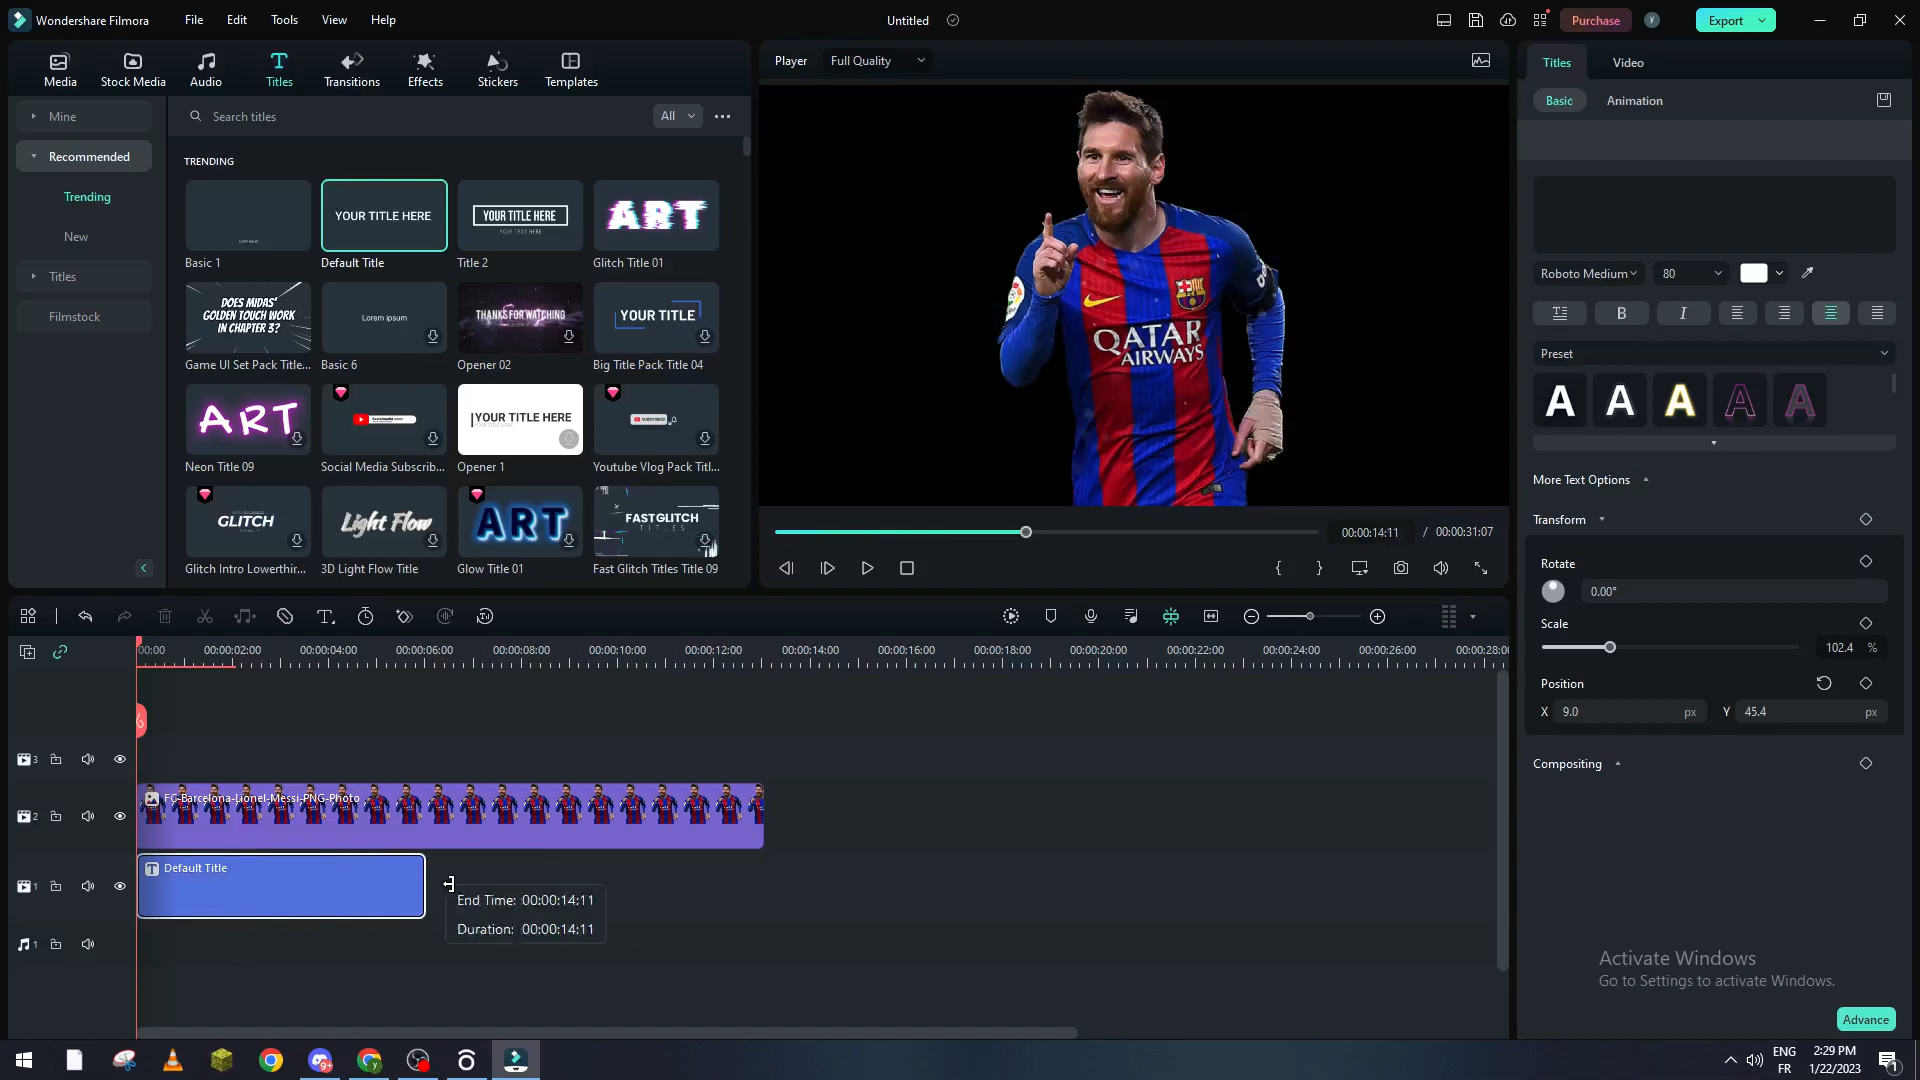 Wondershare Filmora
File
Edit
Tools
View
Help
Untitled
Purchase
Y
Export
Media
Stock Media
Audio
Titles
Transitions
Effects
Stickers
Templates
Player
Full Quality
Titles
Video
Basic
Animation
Mine
Recommended
Trending
New
Titles
Filmstock
Search titles
All
TRENDING
YOUR TITLE HERE
YOUR TITLE HERE
YOUR TEXT HERE
ART
Basic 1
Default Title
Title 2
Glitch Title 01
DOES MIDAS'
GOLDEN TOUCH WORK
IN CHAPTER 3?
Lorem ipsum
THANKS FOR WATCHING
YOUR TITLE
Game UI Set Pack Title...
Basic 6
Opener 02
Big Title Pack Title 04
ART
YOUR TITLE HERE
SUBSCRIBED
Neon Title 09
Social Media Subscrib...
Opener 1
Youtube Vlog Pack Titl...
GLITCH
Light Flow
ART
FASTGLITCH
TITLES
Glitch Intro Lowerthir...
3D Light Flow Title
Glow Title 01
Fast Glitch Titles Title 09
QATAR
AIRWAYS
00:00:14:11 / 00:00:31:07
Roboto Medium
80
B
I
Preset
A A A A A
More Text Options
Transform
Rotate
0.00°
Scale
102.4 %
Position
X 9.0 px Y 45.4 px
Compositing
00:00 00:00:02:00 00:00:04:00 00:00:06:00 00:00:08:00 00:00:10:00 00:00:12:00 00:00:14:00 00:00:16:00 00:00:18:00 00:00:20:00 00:00:22:00 00:00:24:00 00:00:26:00 00:00:28:0
3
2
FC-Barcelona-Lionel-Messi-PNG-Photo
1
Default Title
End Time: 00:00:14:11
Duration: 00:00:14:11
1
Activate Windows
Go to Settings to activate Windows.
Advance
9+
y
ENG
FR
2:29 PM
1/22/2023
1